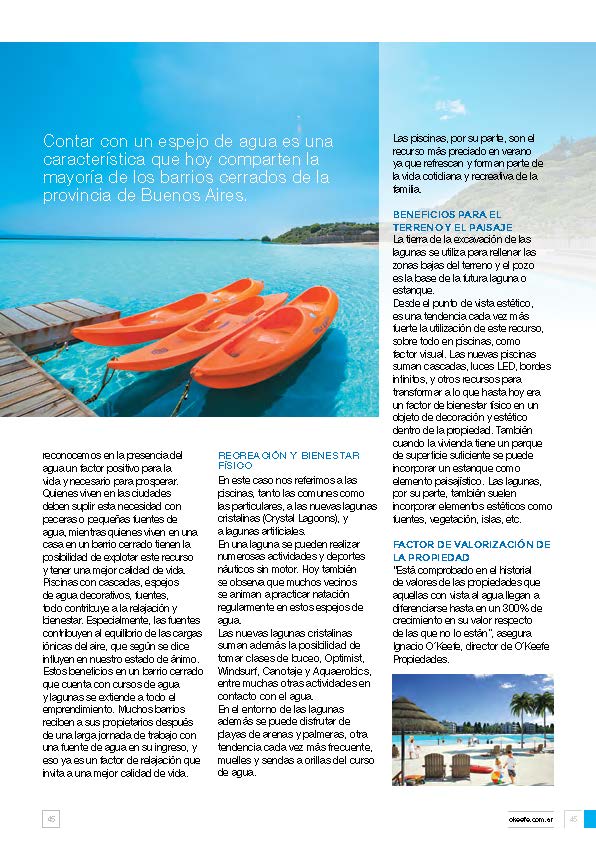 Contar con un espejo de agua es una
característica que hoy comparten la
mayoría de los barrios cerrados de la
provincia de Buenos Aires.
reconocemos en la presencia del
agua un factor positivo para la
vida y necesario para prosperar.
Quienes viven en las ciudades
deben suplir esta necesidad con
peceras o pequeñas fuentes de
agua, mientras quienes viven en una
casa en un barrio cerrado tienen la
posibilidad de explotar este recurso
y tener una mejor calidad de vida.
Piscinas con cascadas, espejos
de agua decorativos, fuentes,
todo contribuye a la relajación y
bienestar. Especialmente, las fuentes
contribuyen al equilibrio de las cargas
iónicas del aire, que según se dice
influyen en nuestro estado de ánimo.
Estos beneficios en un barrio cerrado
que cuenta con cursos de agua
y lagunas se extiende a todo el
emprendimiento. Muchos barrios
reciben a sus propietarios después
de una larga jornada de trabajo con
una fuente de agua en su ingreso, y
eso ya es un factor de relajación que
invita a una mejor calidad de vida.
RECREACIÓN Y BIENESTAR
FÍSICO
En este caso nos referimos a las
piscinas, tanto las comunes como
las particulares, a las nuevas lagunas
cristalinas (Crystal Lagoons), y
a lagunas artificiales.
En una laguna se pueden realizar
numerosas actividades y deportes
náuticos sin motor. Hoy también
se observa que muchos vecinos
se animan a practicar natación
regularmente en estos espejos de
agua.
Las nuevas lagunas cristalinas
suman además la posibilidad de
tomar clases de buceo, Optimist,
Windsurf, Canotaje y Aquaerobics,
entre muchas otras actividades en
contacto con el agua.
En el entorno de las lagunas
además se puede disfrutar de
playas de arenas y palmeras, otra
tendencia cada vez más frecuente,
muelles y sendas a orillas del curso
de agua.
Las piscinas, por su parte, son el
recurso más preciado en verano
ya que refrescan y forman parte de
la vida cotidiana y recreativa de la
familia.
BENEFICIOS PARA EL
TERRENO Y EL PAISAJE
La tierra de la excavación de las
lagunas se utiliza para rellenar las
zonas bajas del terreno y el pozo
es la base de la futura laguna o
estanque.
Desde el punto de vista estético,
es una tendencia cada vez más
fuerte la utilización de este recurso,
sobre todo en piscinas, como
factor visual. Las nuevas piscinas
suman cascadas, luces LED, bordes
infinitos, y otros recursos para
transformar a lo que hasta hoy era
un factor de bienestar físico en un
objeto de decoración y estético
dentro de la propiedad. También
cuando la vivienda tiene un parque
de superficie suficiente se puede
incorporar un estanque como
elemento paisajístico. Las lagunas,
por su parte, también suelen
incorporar elementos estéticos como
fuentes, vegetación, islas, etc.
FACTOR DE VALORIZACIÓN DE
LA PROPIEDAD
"Está comprobado en el historial
de valores de las propiedades que
aquellas con vista al agua llegan a
diferenciarse hasta en un 300% de
crecimiento en su valor respecto
de las que no lo están", asegura
Ignacio O´Keefe, director de O´Keefe
Propiedades.
45
okeefe.com.ar
45